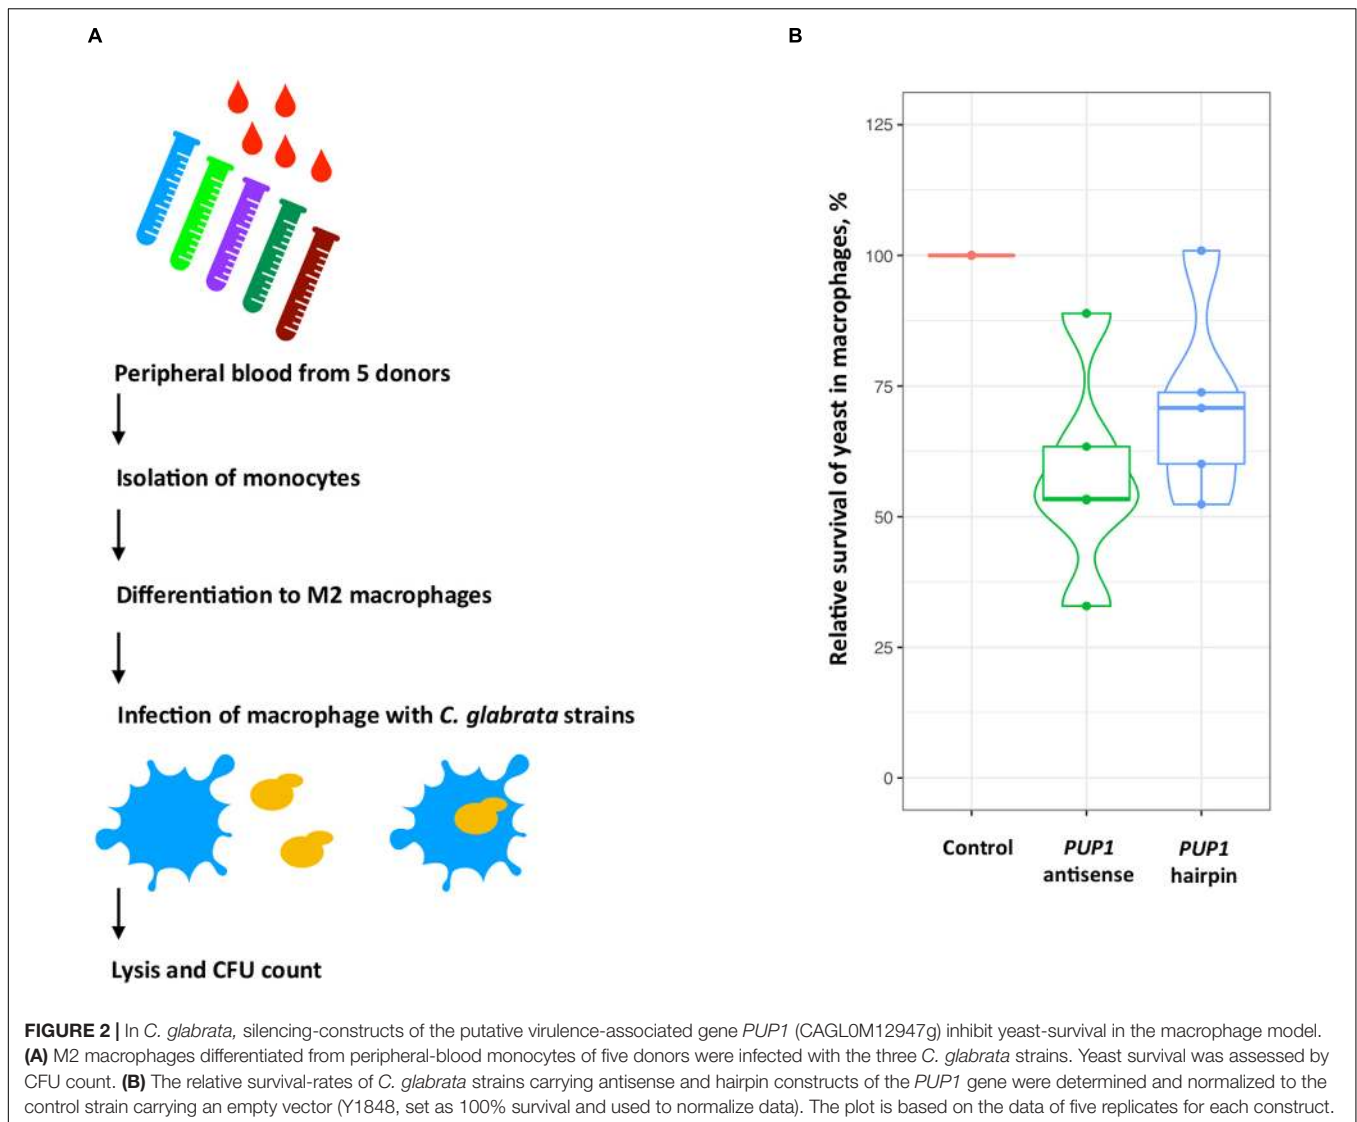 A
Peripheral blood from 5 donors
Isolation of monocytes
Differentiation to M2 macrophages
Infection of macrophage with C. glabrata strains
Lysis and CFU count
B
Relative survival of yeast in macrophages, %
125
100
75
50
25
0
Control
PUP1
antisense
PUP1
hairpin
FIGURE 2 | In C. glabrata, silencing-constructs of the putative virulence-associated gene PUP1 (CAGL0M12947g) inhibit yeast-survival in the macrophage model.
(A) M2 macrophages differentiated from peripheral-blood monocytes of five donors were infected with the three C. glabrata strains. Yeast survival was assessed by
CFU count. (B) The relative survival-rates of C. glabrata strains carrying antisense and hairpin constructs of the PUP1 gene were determined and normalized to the
control strain carrying an empty vector (Y1848, set as 100% survival and used to normalize data). The plot is based on the data of five replicates for each construct.